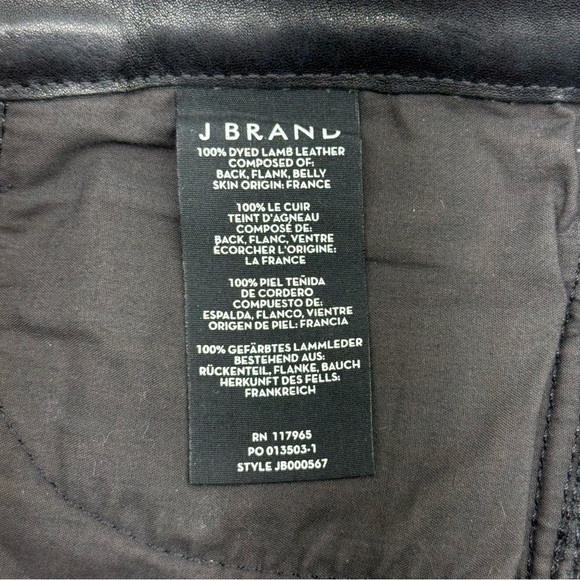 J BRAND
100% DYED LAMB LEATHER
COMPOSED OF:
BACK, FLANK, BELLY
SKIN ORIGIN: FRANCE
100% LE CUIR
TEINT D'AGNEAU
COMPOSÉ DE:
BACK, FLANC, VENTRE
ÉCORCHER L'ORIGINE:
LA FRANCE
100% PIEL TEÑIDA
DE CORDERO
COMPUESTO DE:
ESPALDA, FLANCO, VIENTRE
ORIGEN DE PIEL: FRANCIA
100% GEFÄRBTES LAMMLEDER
BESTEHEND AUS:
RÜCKENTEIL, FLANKE, BAUCH
HERKUNFT DES FELLS:
FRANKREICH
RN 117965
PO 013503-1
STYLE JB000567